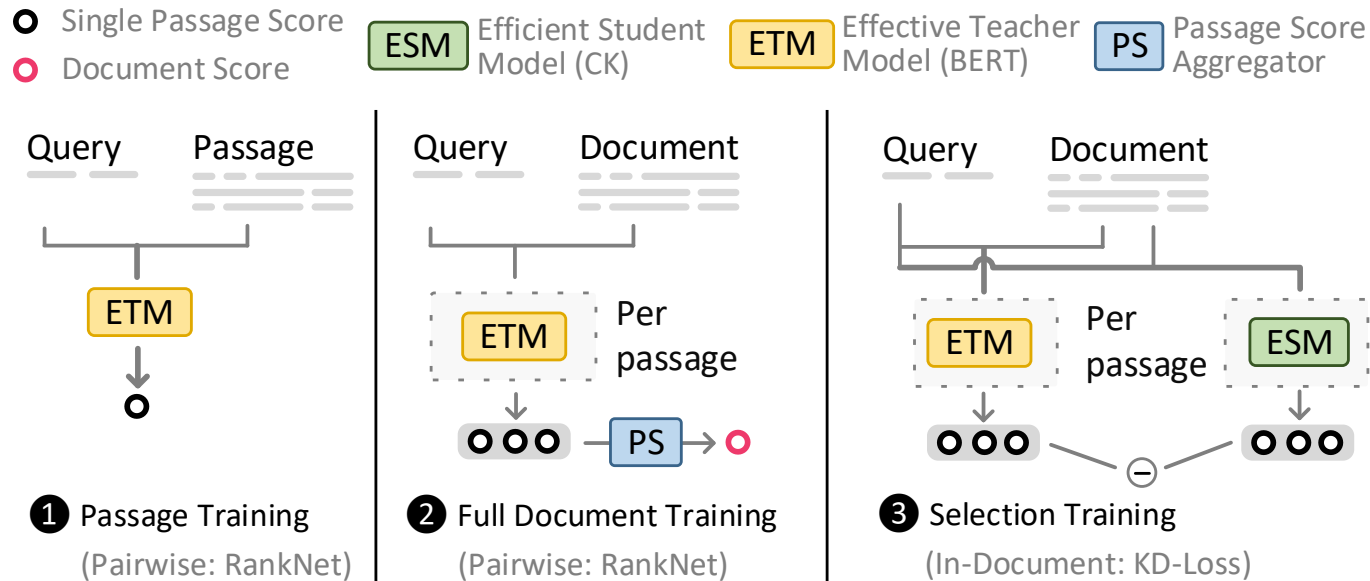 Single Passage Score
Document Score
ESM
Efficient Student
Model (CK)
ETM
Effective Teacher
Model (BERT)
PS
Passage Score
Aggregator
Query
Passage
ETM
1 Passage Training
(Pairwise: RankNet)
Query
Document
ETM
Per
passage
PS
2 Full Document Training
(Pairwise: RankNet)
Query
Document
ETM
Per
passage
ESM
−
3 Selection Training
(In-Document: KD-Loss)